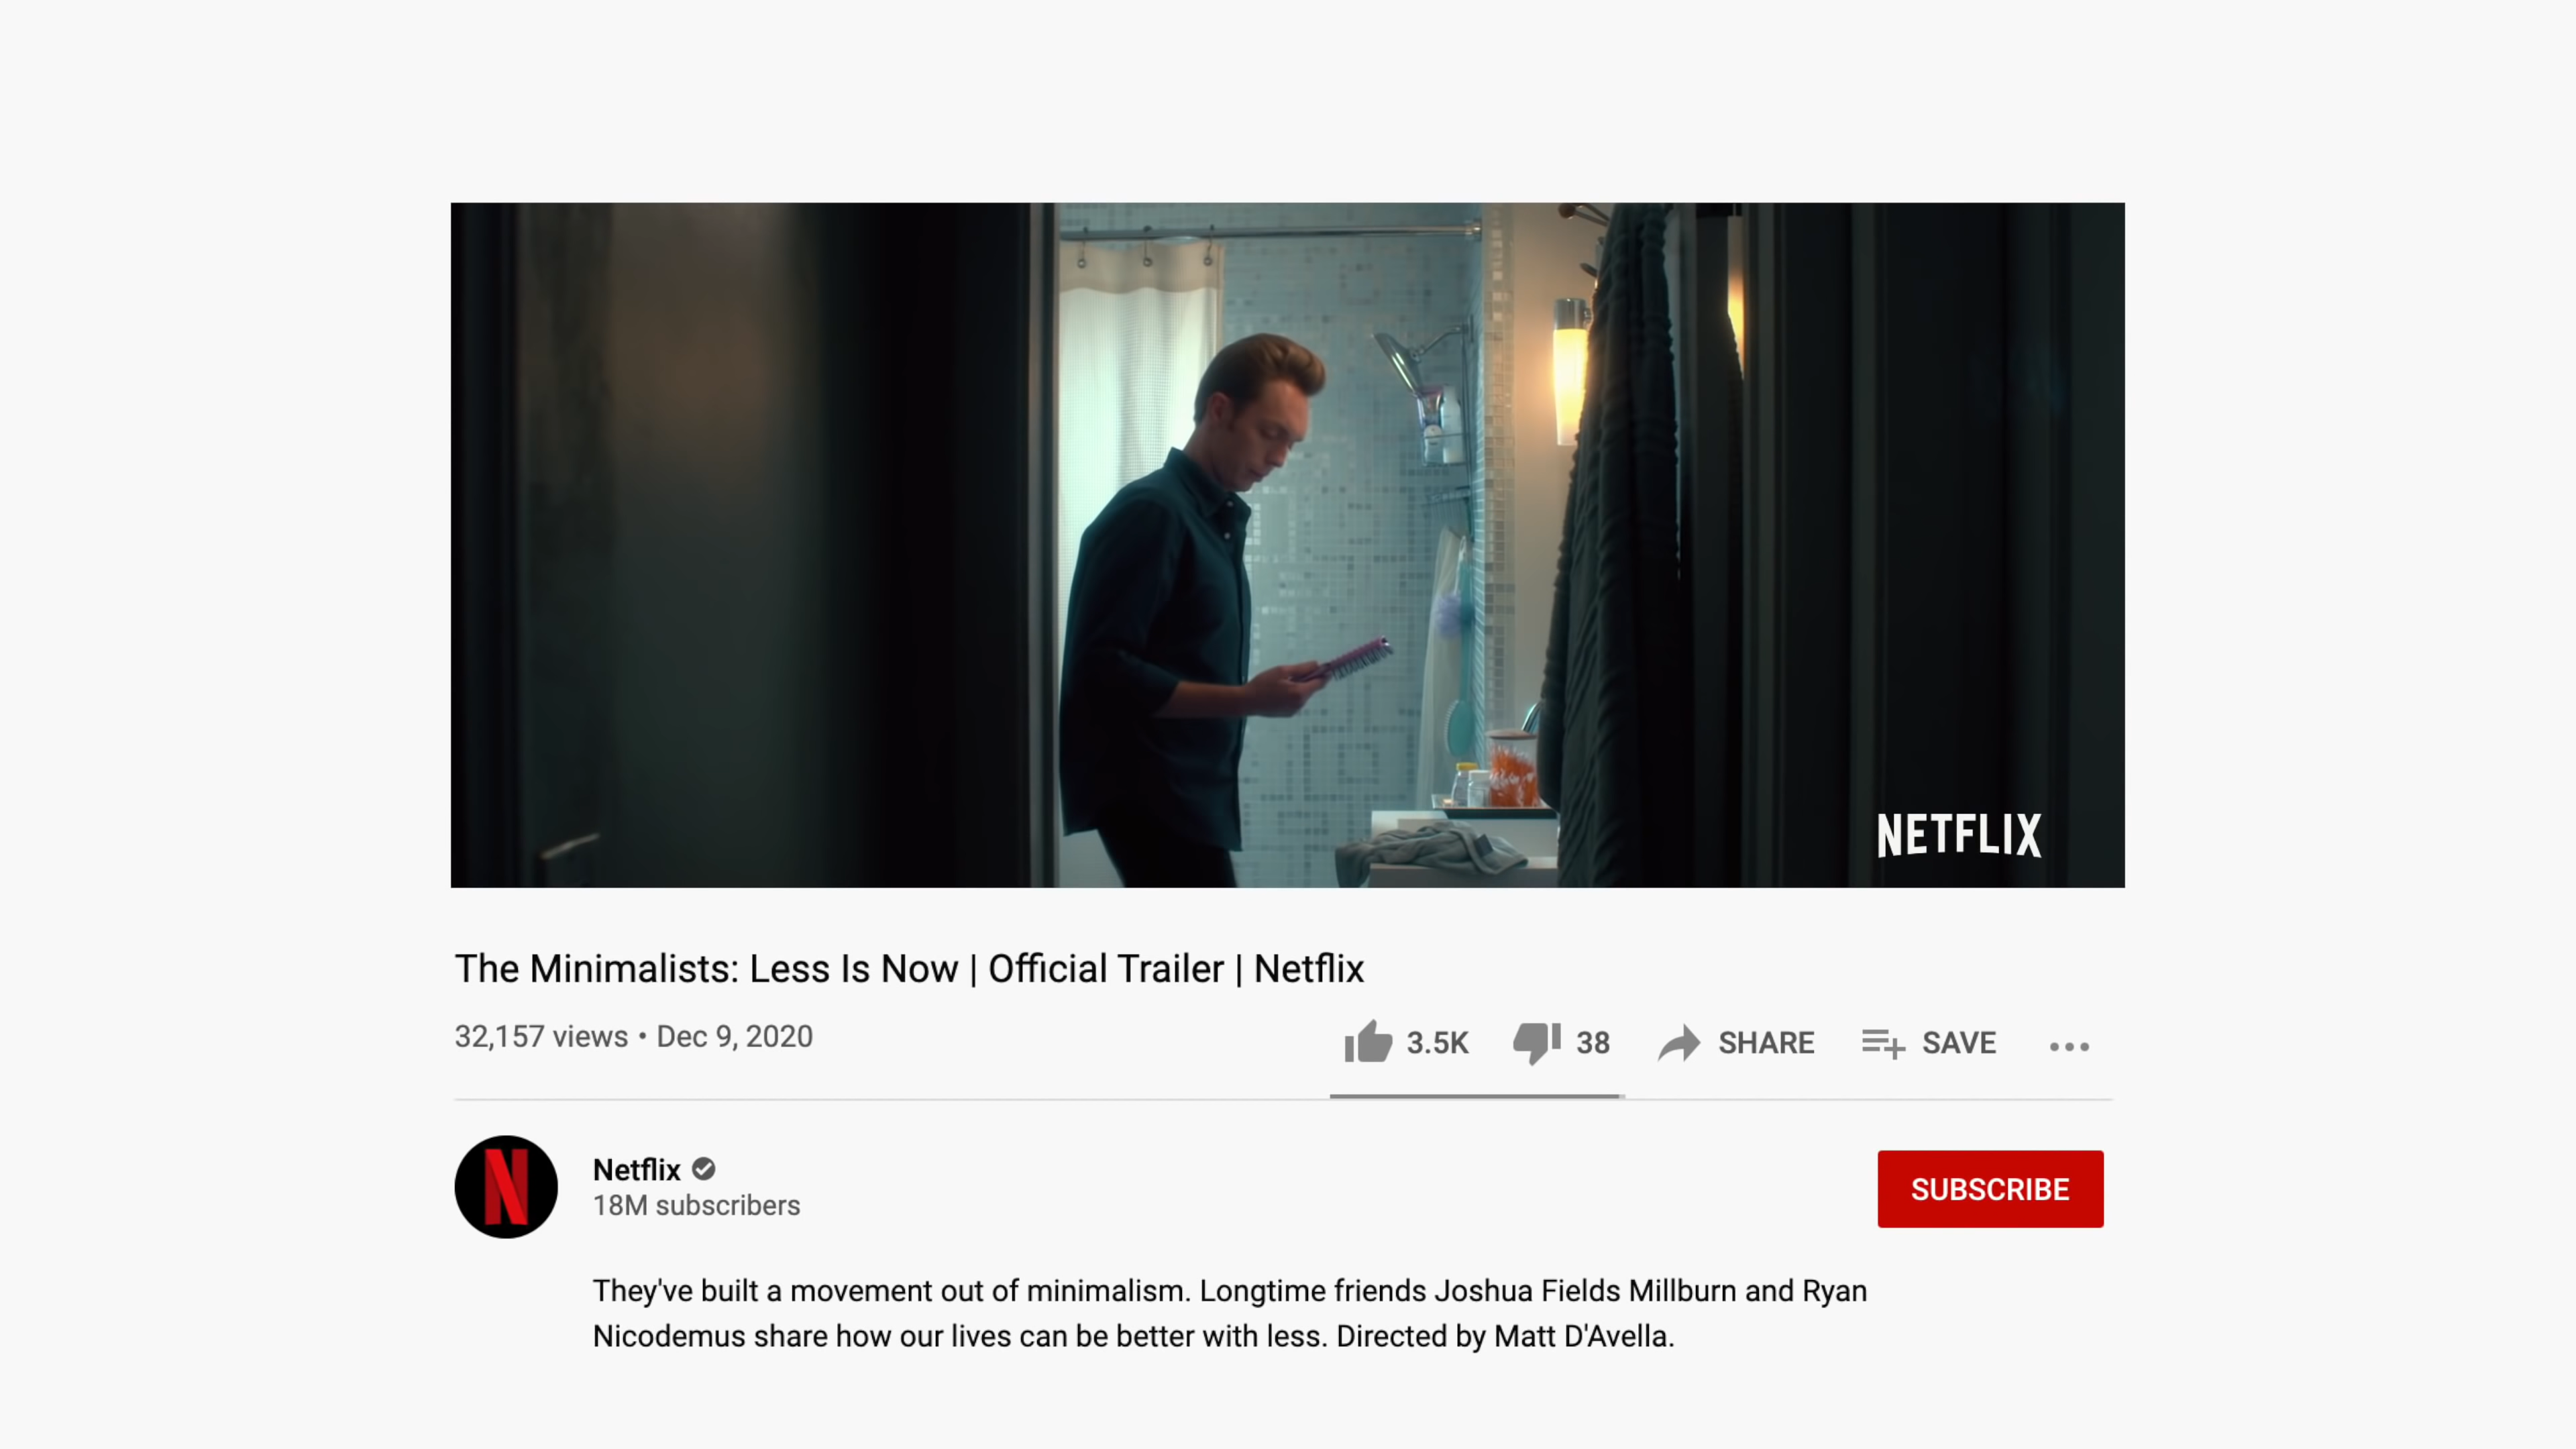 NETFLIX
The Minimalists: Less Is Now | Official Trailer | Netflix
32,157 views • Dec 9, 2020
3.5K 38 SHARE SAVE
Netflix
18M subscribers
SUBSCRIBE
They've built a movement out of minimalism. Longtime friends Joshua Fields Millburn and Ryan
Nicodemus share how our lives can be better with less. Directed by Matt D'Avella.